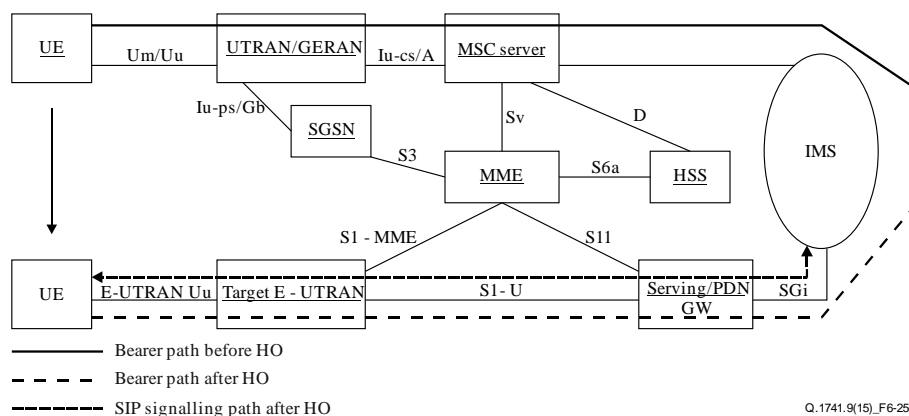 UE
Um/Uu
UTRAN/GERAN
Iu-cs/A
MSC server
Iu-ps/Gb
SGSN
Sv
D
IMS
S3
MME
S6a
HSS
S1 - MME
S11
UE
E-UTRAN Uu
Target E - UTRAN
S1- U
Serving/PDN
GW
SGi
Bearer path before HO
Bearer path after HO
SIP signalling path after HO
Q.1741.9(15)_F6-25